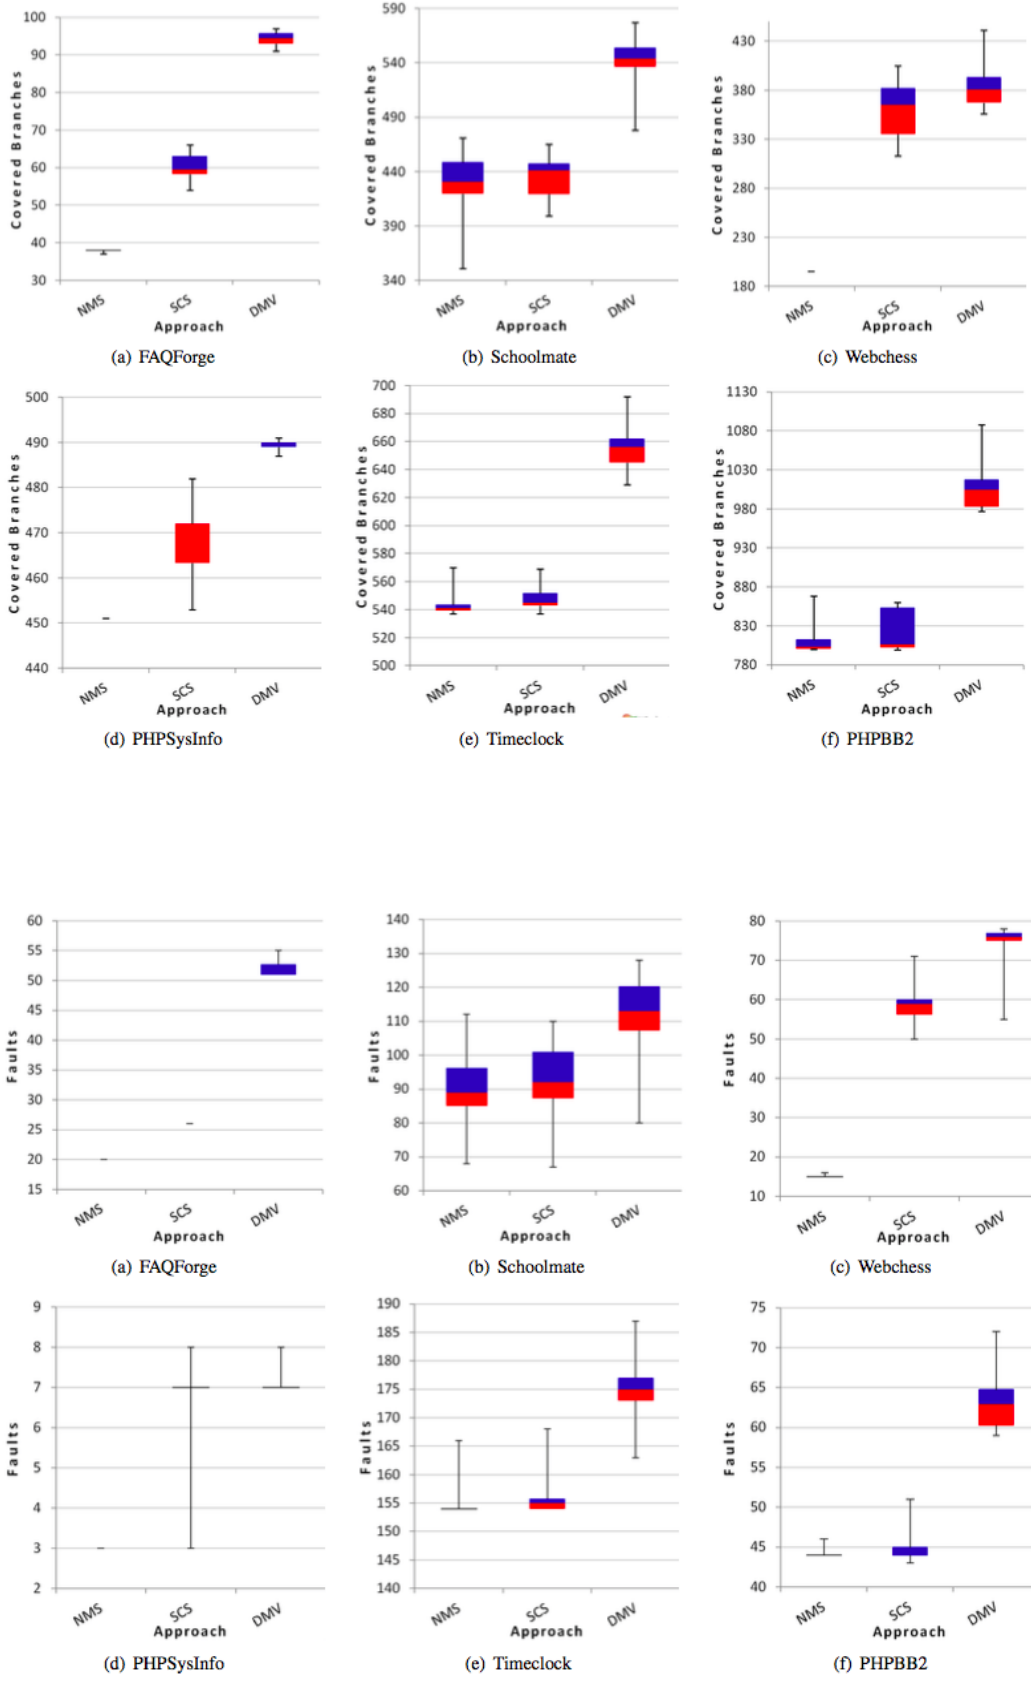 100
90
80
70
60
50
40
30
Covered Branches
NMS
SCS
DMV
Approach
(a) FAQForge
590
540
490
440
390
340
Covered Branches
NMS
SCS
DMV
Approach
(b) Schoolmate
430
380
330
280
230
180
Covered Branches
NMS
SCS
DMV
Approach
(c) Webchess
500
490
480
470
460
450
440
Covered Branches
NMS
SCS
DMV
Approach
(d) PHPSysInfo
700
680
660
640
620
600
580
560
540
520
500
Covered Branches
NMS
SCS
DMV
Approach
(e) Timeclock
1130
1080
1030
980
930
880
830
780
Covered Branches
NMS
SCS
DMV
Approach
(f) PHPBB2
60
55
50
45
40
35
30
25
20
15
Faults
NMS
SCS
DMV
Approach
(a) FAQForge
140
130
120
110
100
90
80
70
60
Faults
NMS
SCS
DMV
Approach
(b) Schoolmate
80
70
60
50
40
30
20
10
Faults
NMS
SCS
DMV
Approach
(c) Webchess
9
8
7
6
5
4
3
2
Faults
NMS
SCS
DMV
Approach
(d) PHPSysInfo
190
185
180
175
170
165
160
155
150
145
140
Faults
NMS
SCS
DMV
Approach
(e) Timeclock
75
70
65
60
55
50
45
40
Faults
NMS
SCS
DMV
Approach
(f) PHPBB2